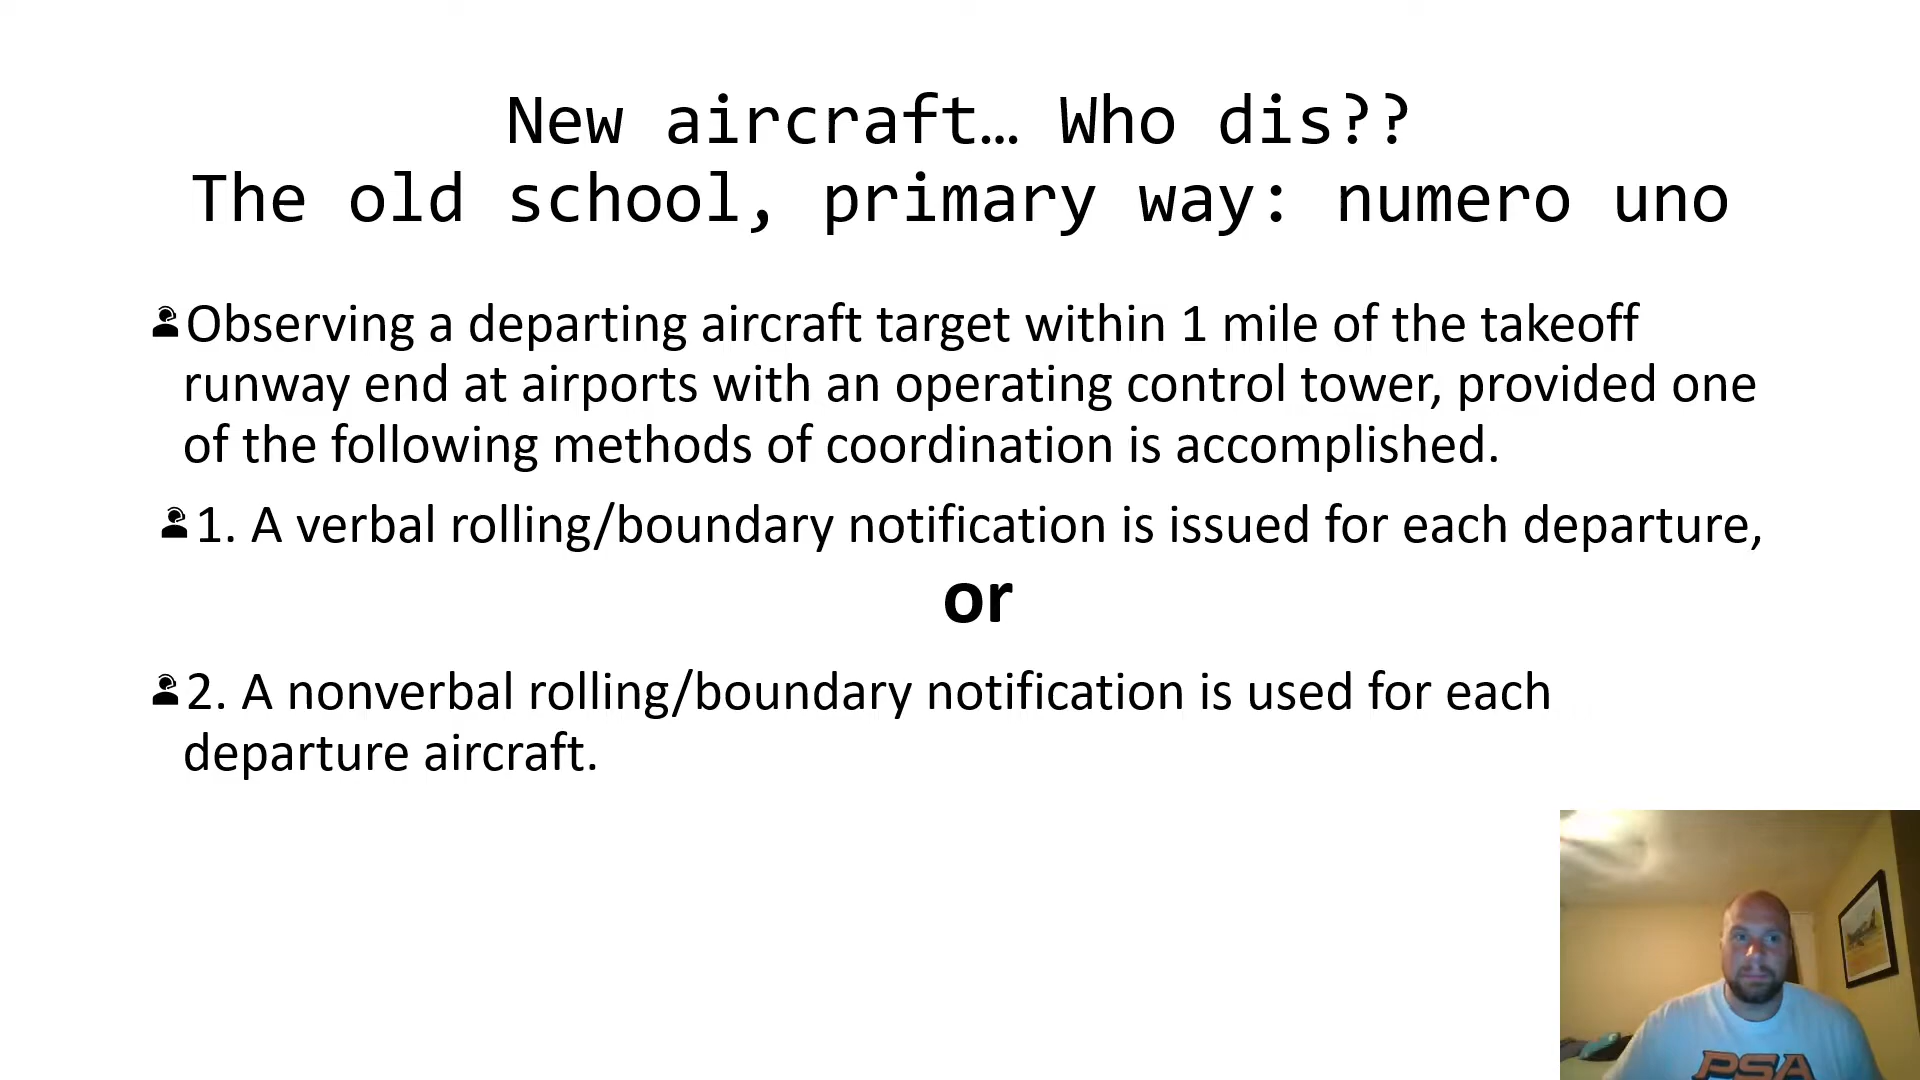 New aircraft… Who dis??
The old school, primary way: numero uno
Observing a departing aircraft target within 1 mile of the takeoff
runway end at airports with an operating control tower, provided one
of the following methods of coordination is accomplished.
1. A verbal rolling/boundary notification is issued for each departure,
or
2. A nonverbal rolling/boundary notification is used for each
departure aircraft.
PSA